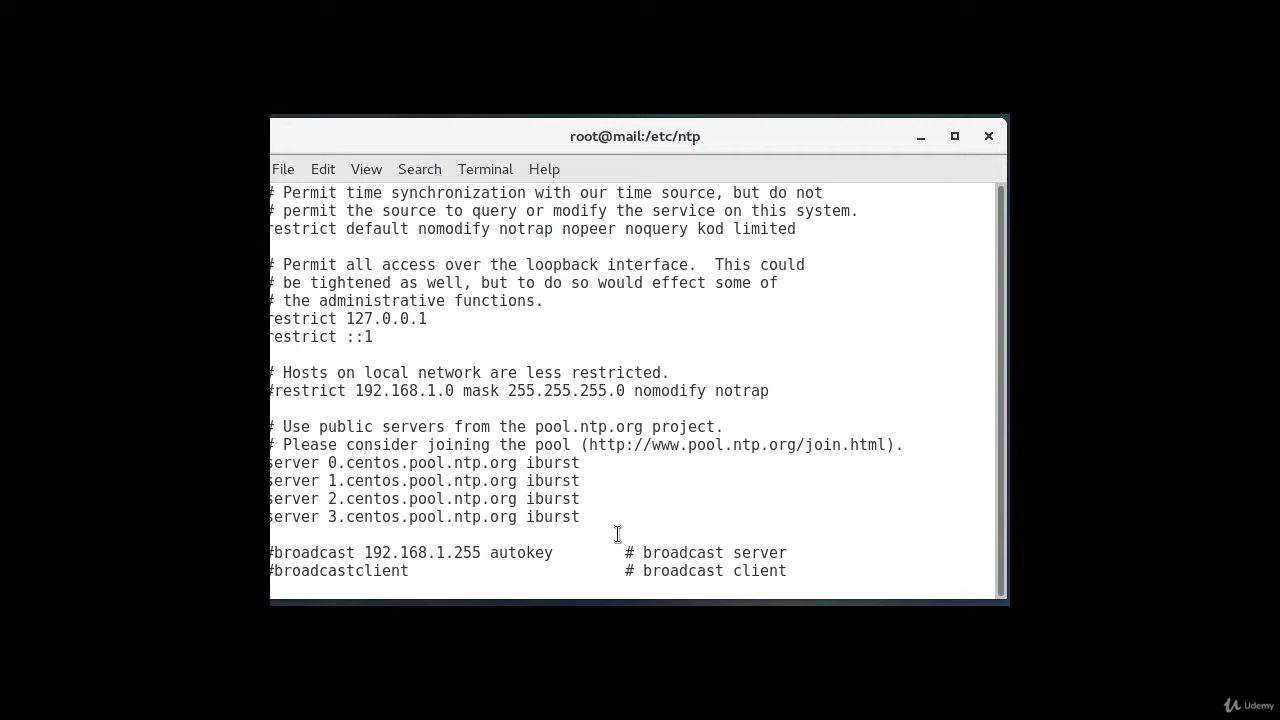 root@mail:/etc/ntp
File Edit View Search Terminal Help
# Permit time synchronization with our time source, but do not
# permit the source to query or modify the service on this system.
restrict default nomodify notrap nopeer noquery kod limited
# Permit all access over the loopback interface.  This could
# be tightened as well, but to do so would effect some of
# the administrative functions.
restrict 127.0.0.1
restrict ::1
# Hosts on local network are less restricted.
#restrict 192.168.1.0 mask 255.255.255.0 nomodify notrap
# Use public servers from the pool.ntp.org project.
# Please consider joining the pool (http://www.pool.ntp.org/join.html).
server 0.centos.pool.ntp.org iburst
server 1.centos.pool.ntp.org iburst
server 2.centos.pool.ntp.org iburst
server 3.centos.pool.ntp.org iburst
#broadcast 192.168.1.255 autokey        # broadcast server
#broadcastclient                        # broadcast client
Udemy